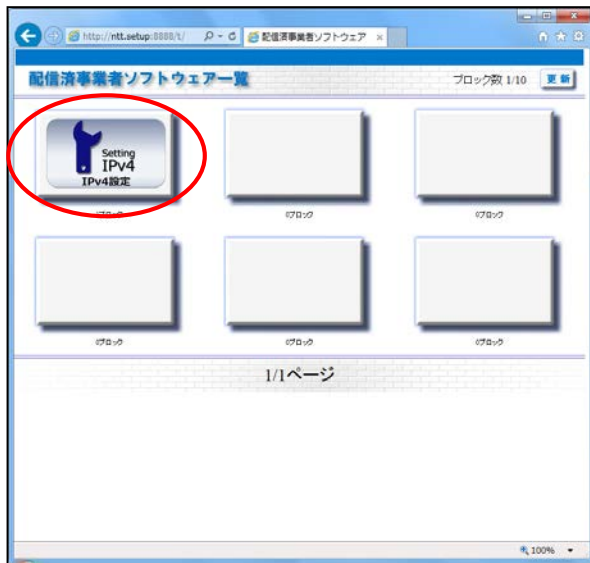 http://ntt.setup:8888/t/
配信済事業者ソフトウェア
配信済事業者ソフトウェア一覧
ブロック数 1/10
更新
Setting
IPv4
IPv4設定
0ブロック
0ブロック
0ブロック
0ブロック
0ブロック
1/1ページ
100%